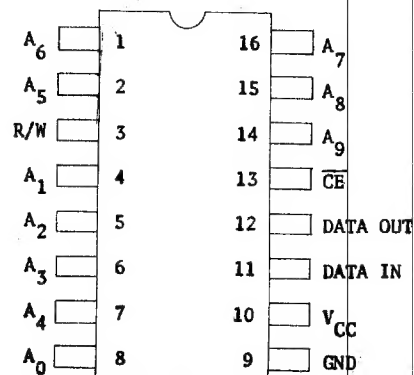 A6 1 16 A7
A5 2 15 A8
R/W 3 14 A9
A1 4 13 C̅E̅
A2 5 12 DATA OUT
A3 6 11 DATA IN
A4 7 10 VCC
A0 8 9 GND